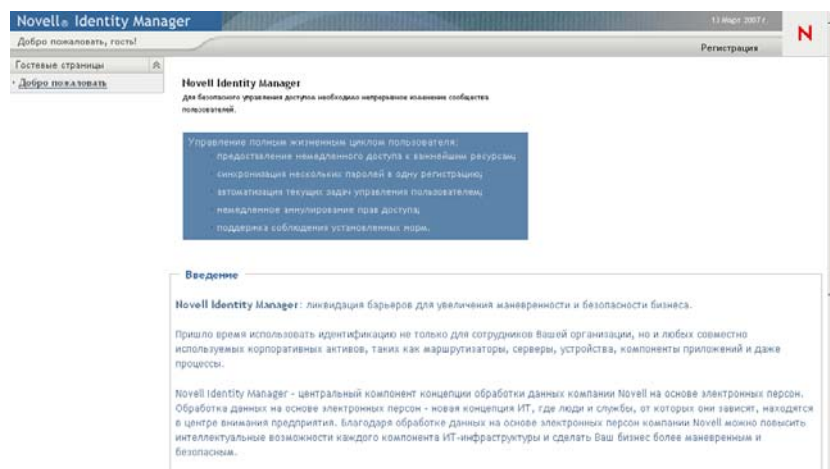 Novell® Identity Manager
13 Март 2007 г.
Добро пожаловать, гость!
Регистрация
N
Гостевые страницы
Добро пожаловать
Novell Identity Manager
Для безопасного управления доступом необходимо непрерывное изменение сообщества
пользователей.
Управление полным жизненным циклом пользователя:
предоставление немедленного доступа к важнейшим ресурсам;
синхронизация нескольких паролей в одну регистрацию;
автоматизация текущих задач управления пользователем;
немедленное аннулирование прав доступа;
поддержка соблюдения установленных норм.
Введение
Novell Identity Manager: ликвидация барьеров для увеличения маневренности и безопасности бизнеса.
Пришло время использовать идентификацию не только для сотрудников Вашей организации, но и любых совместно
используемых корпоративных активов, таких как маршрутизаторы, серверы, устройства, компоненты приложений и даже
процессы.
Novell Identity Manager - центральный компонент концепции обработки данных компании Novell на основе электронных персон.
Обработка данных на основе электронных персон - новая концепция ИТ, где люди и службы, от которых они зависят, находятся
в центре внимания предприятия. Благодаря обработке данных на основе электронных персон компании Novell можно повысить
интеллектуальные возможности каждого компонента ИТ-инфраструктуры и сделать Ваш бизнес более маневренным и
безопасным.